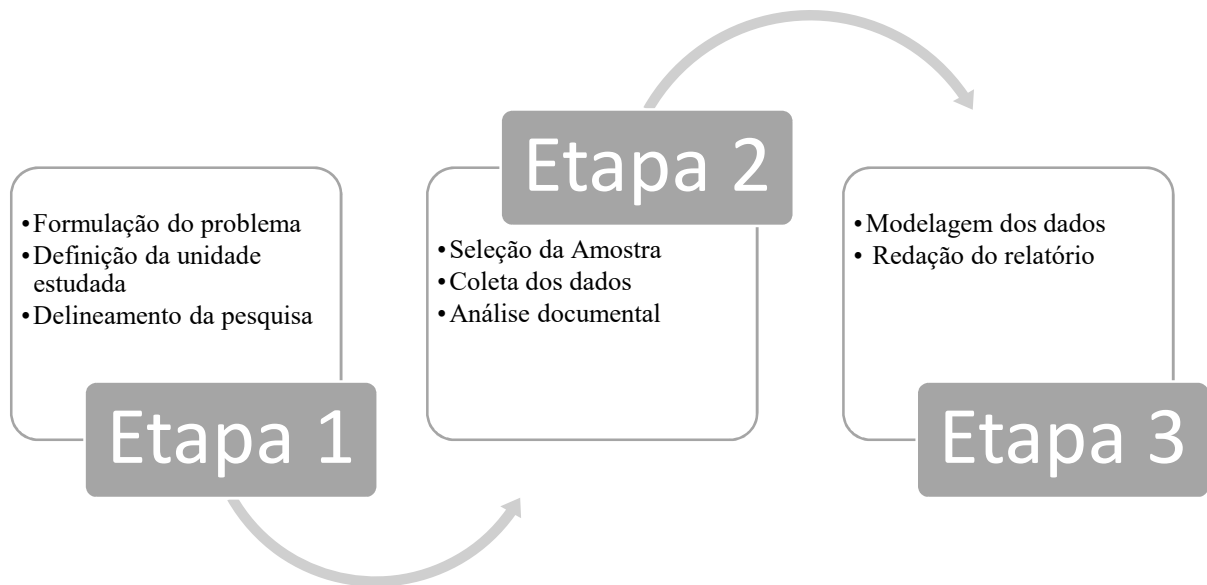 •Formulação do problema
•Definição da unidade
estudada
•Delineamento da pesquisa
Etapa 1
Etapa 2
•Seleção da Amostra
•Coleta dos dados
•Análise documental
•Modelagem dos dados
• Redação do relatório
Etapa 3